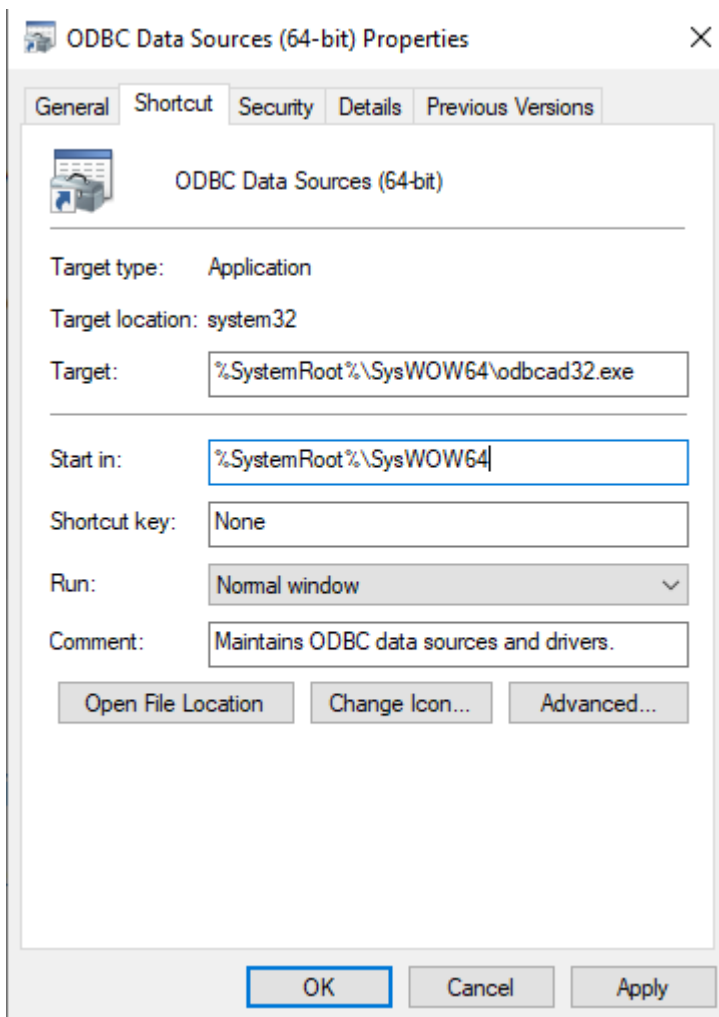 ODBC Data Sources (64-bit) Properties
General Shortcut Security Details Previous Versions
ODBC Data Sources (64-bit)
Target type: Application
Target location: system32
Target: %SystemRoot%\SysWOW64\odbcad32.exe
Start in: %SystemRoot%\SysWOW64
Shortcut key: None
Run: Normal window
Comment: Maintains ODBC data sources and drivers.
Open File Location Change Icon... Advanced...
OK Cancel Apply